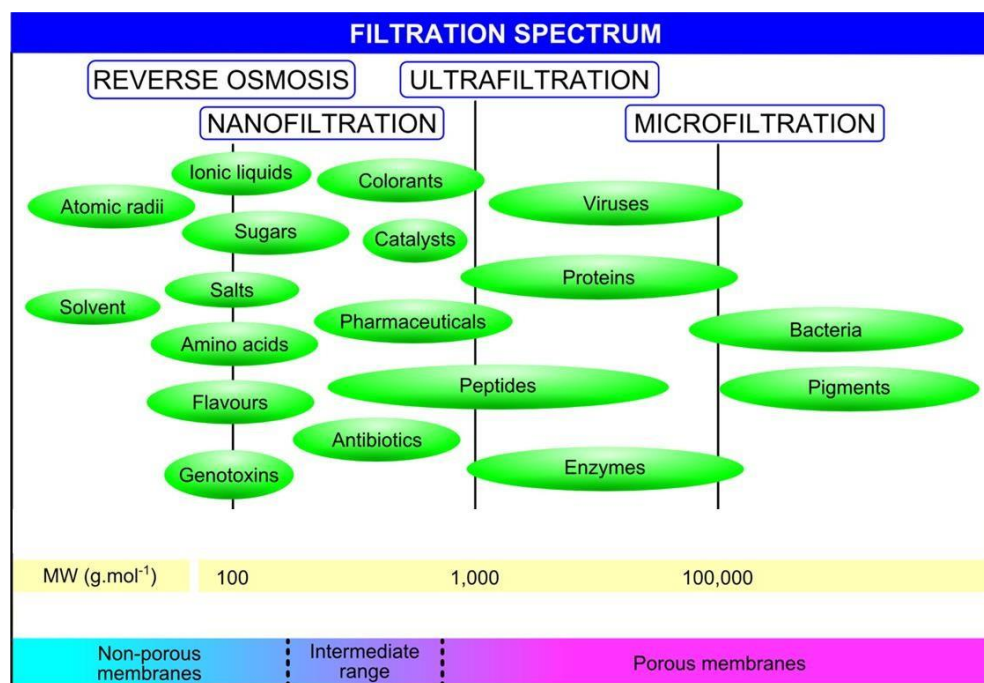 FILTRATION SPECTRUM
REVERSE OSMOSIS
ULTRAFILTRATION
NANOFILTRATION
MICROFILTRATION
Ionic liquids
Colorants
Atomic radii
Viruses
Sugars
Catalysts
Proteins
Salts
Solvent
Pharmaceuticals
Bacteria
Amino acids
Peptides
Pigments
Flavours
Antibiotics
Enzymes
Genotoxins
MW (g.mol⁻¹)
100
1,000
100,000
Non-porous
membranes
Intermediate
range
Porous membranes